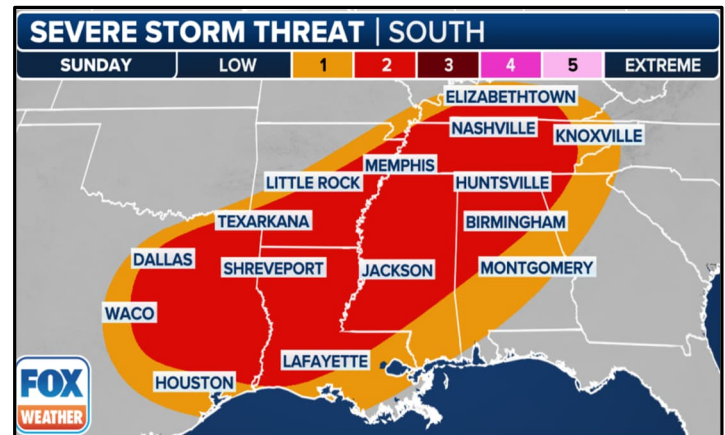 SEVERE STORM THREAT | SOUTH
SUNDAY LOW 1 2 3 4 5 EXTREME
ELIZABETHTOWN
NASHVILLE
KNOXVILLE
MEMPHIS
LITTLE ROCK
HUNTSVILLE
TEXARKANA
BIRMINGHAM
DALLAS
SHREVEPORT
JACKSON
MONTGOMERY
WACO
LAFAYETTE
HOUSTON
FOX
WEATHER